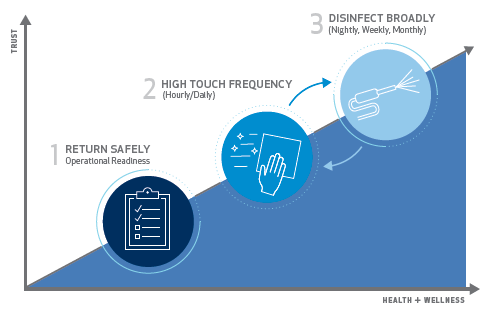 3 DISINFECT BROADLY
(Nightly, Weekly, Monthly)
TRUST
2 HIGH TOUCH FREQUENCY
(Hourly/Daily)
1 RETURN SAFELY
Operational Readiness
HEALTH + WELLNESS